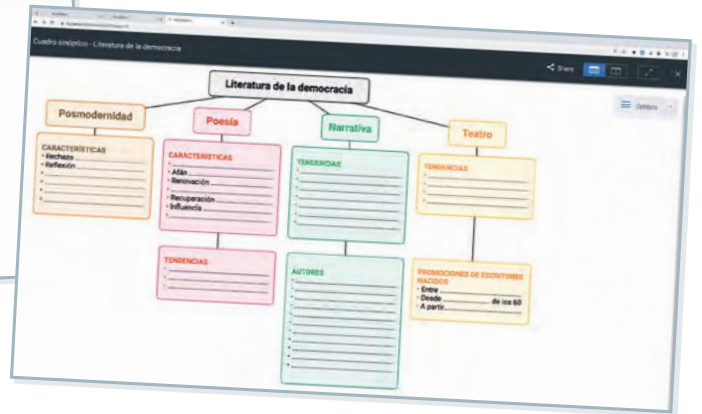 Cuadro sinóptico - Literatura de la democracia
Share
Literatura de la democracia
Posmodernidad
CARACTERÍSTICAS
• Rechazo
• Reflexión
Poesía
CARACTERÍSTICAS
• Afán
• Renovación
• Recuperación
• Influencia
TENDENCIAS
Narrativa
TENDENCIAS
AUTORES
Teatro
TENDENCIAS
PROMOCIONES DE ESCRITORES
NACIDOS
• Entre
• Desde de los 60
• A partir